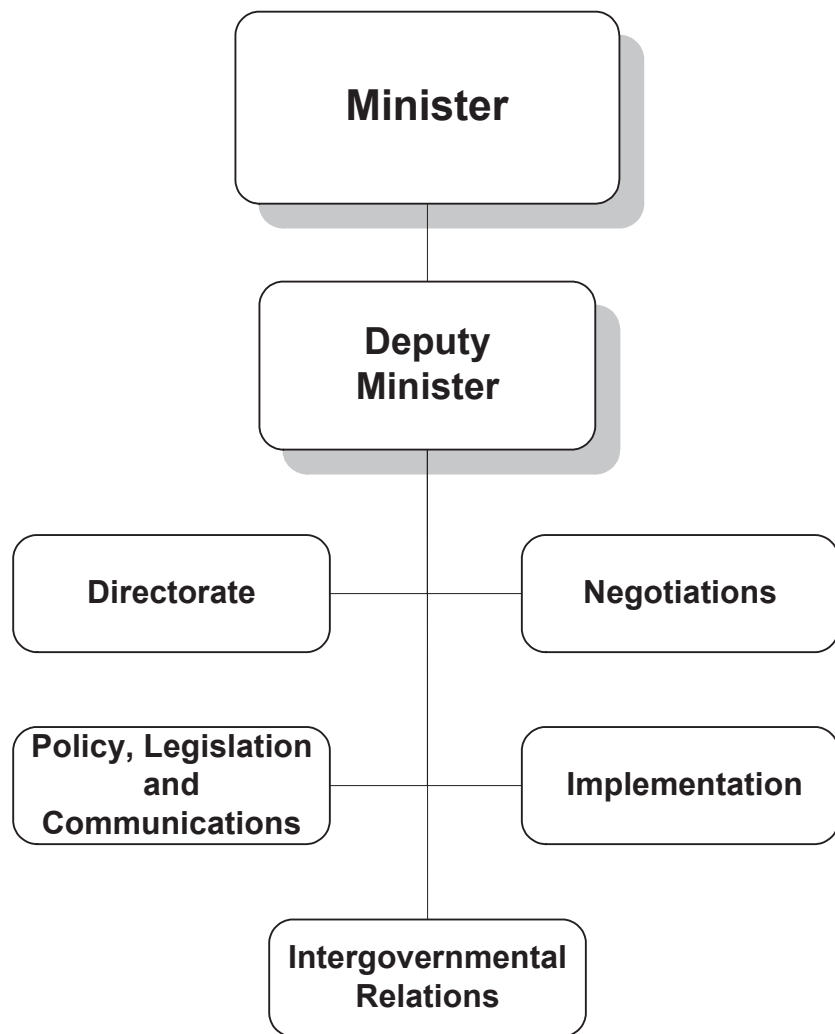 Minister
Deputy
Minister
Directorate
Negotiations
Policy, Legislation
and
Communications
Implementation
Intergovernmental
Relations